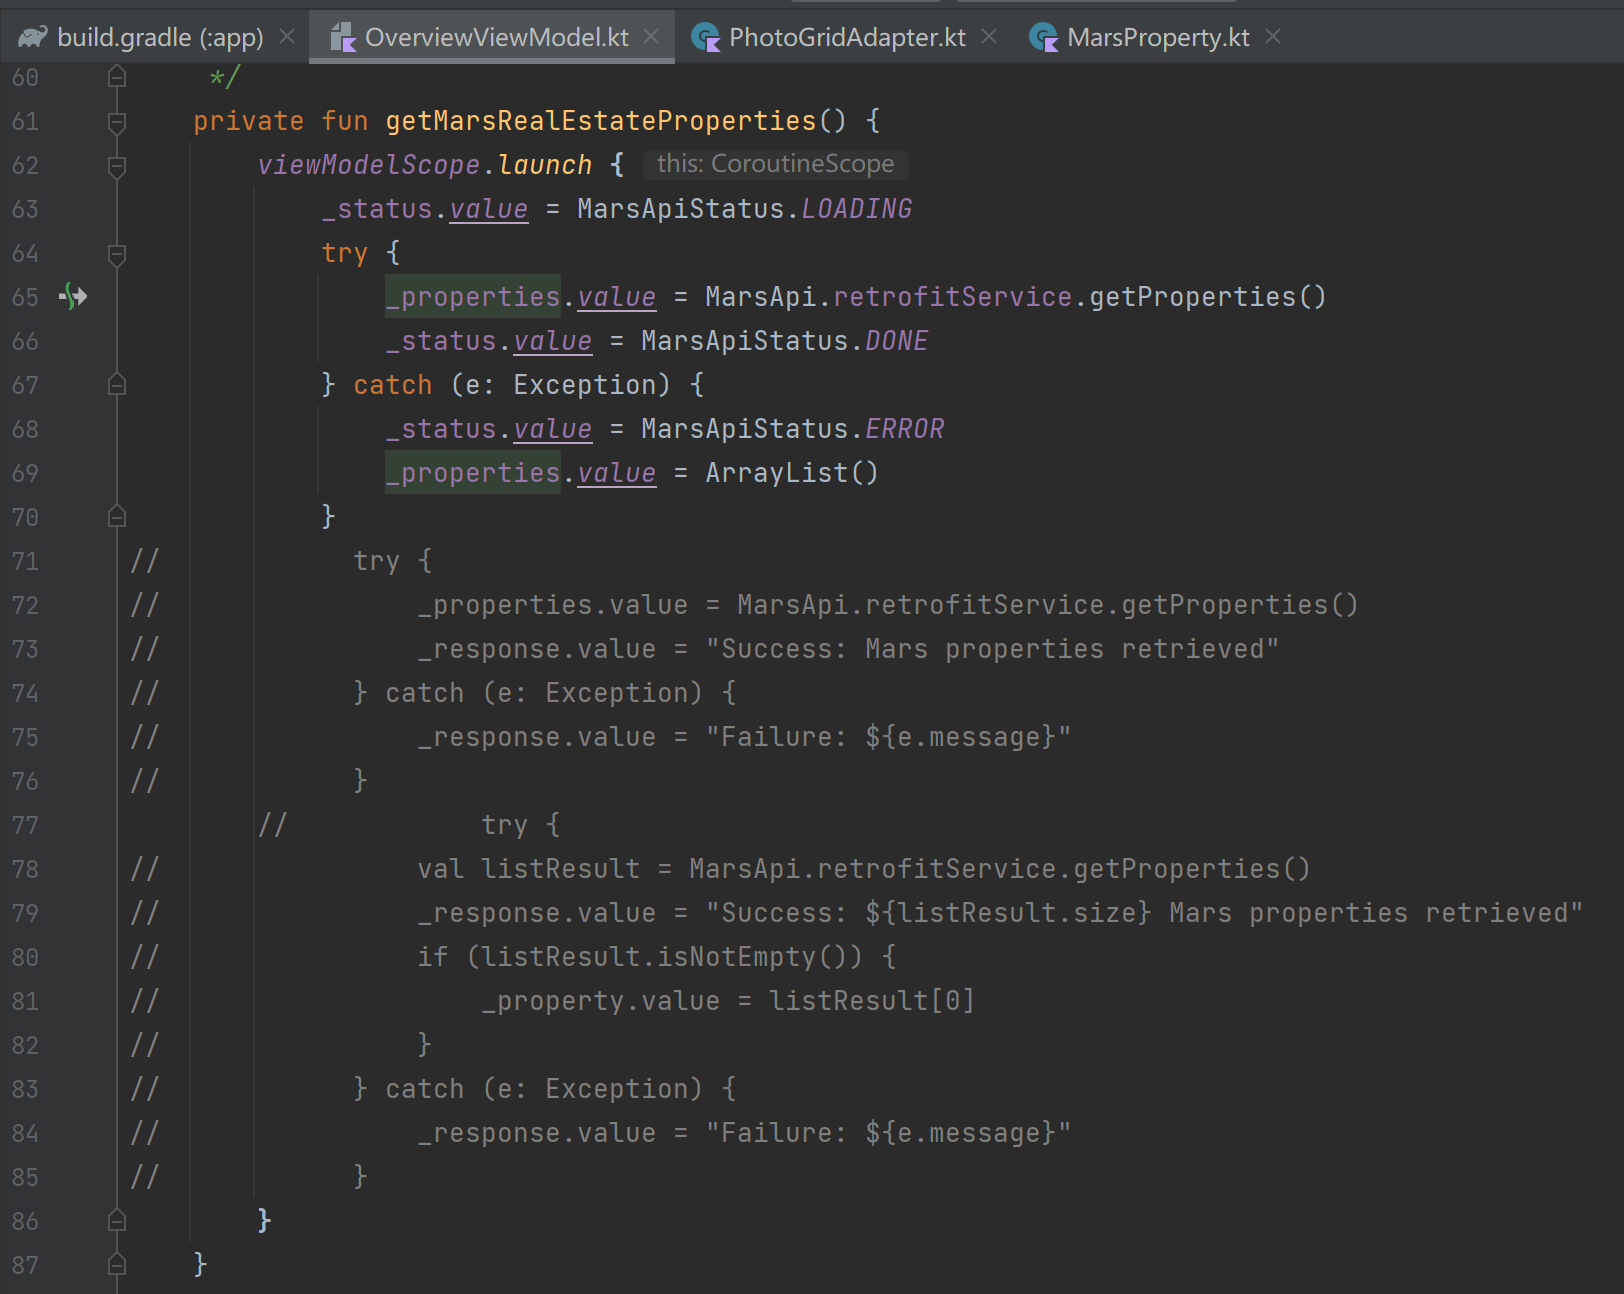 build.gradle (:app) OverviewViewModel.kt PhotoGridAdapter.kt MarsProperty.kt
60 */
61 private fun getMarsRealEstateProperties() {
62 viewModelScope.launch { this: CoroutineScope
63 _status.value = MarsApiStatus.LOADING
64 try {
65 _properties.value = MarsApi.retrofitService.getProperties()
66 _status.value = MarsApiStatus.DONE
67 } catch (e: Exception) {
68 _status.value = MarsApiStatus.ERROR
69 _properties.value = ArrayList()
70 }
71 // try {
72 // _properties.value = MarsApi.retrofitService.getProperties()
73 // _response.value = "Success: Mars properties retrieved"
74 // } catch (e: Exception) {
75 // _response.value = "Failure: ${e.message}"
76 // }
77 // try {
78 // val listResult = MarsApi.retrofitService.getProperties()
79 // _response.value = "Success: ${listResult.size} Mars properties retrieved"
80 // if (listResult.isNotEmpty()) {
81 // _property.value = listResult[0]
82 // }
83 // } catch (e: Exception) {
84 // _response.value = "Failure: ${e.message}"
85 // }
86 }
87 }